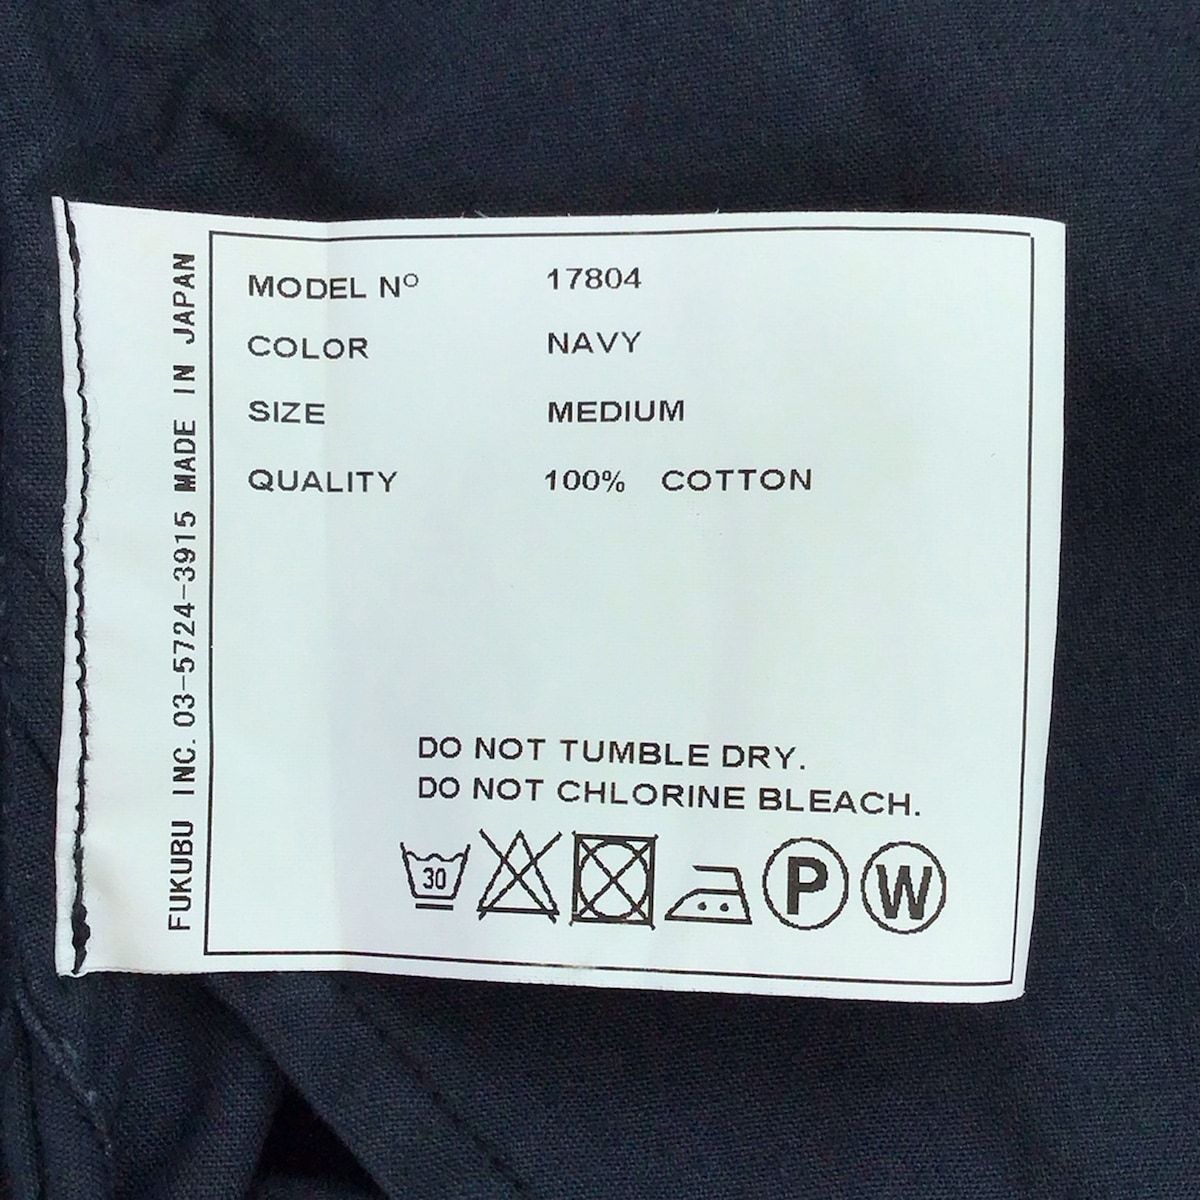 MODEL Nº 17804
COLOR NAVY
SIZE MEDIUM
QUALITY 100% COTTON
DO NOT TUMBLE DRY.
DO NOT CHLORINE BLEACH.
30 P W
FUKUBU INC. 03-5724-3915 MADE IN JAPAN